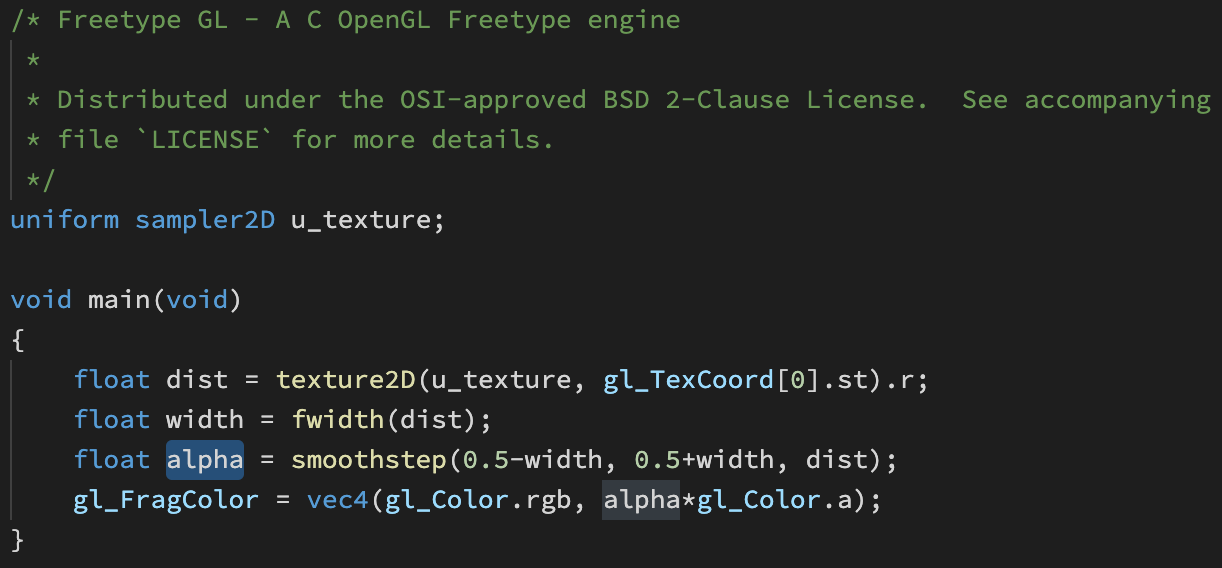 /* Freetype GL - A C OpenGL Freetype engine
 *
 * Distributed under the OSI-approved BSD 2-Clause License.  See accompanying
 * file `LICENSE` for more details.
 */
uniform sampler2D u_texture;

void main(void)
{
    float dist = texture2D(u_texture, gl_TexCoord[0].st).r;
    float width = fwidth(dist);
    float alpha = smoothstep(0.5-width, 0.5+width, dist);
    gl_FragColor = vec4(gl_Color.rgb, alpha*gl_Color.a);
}